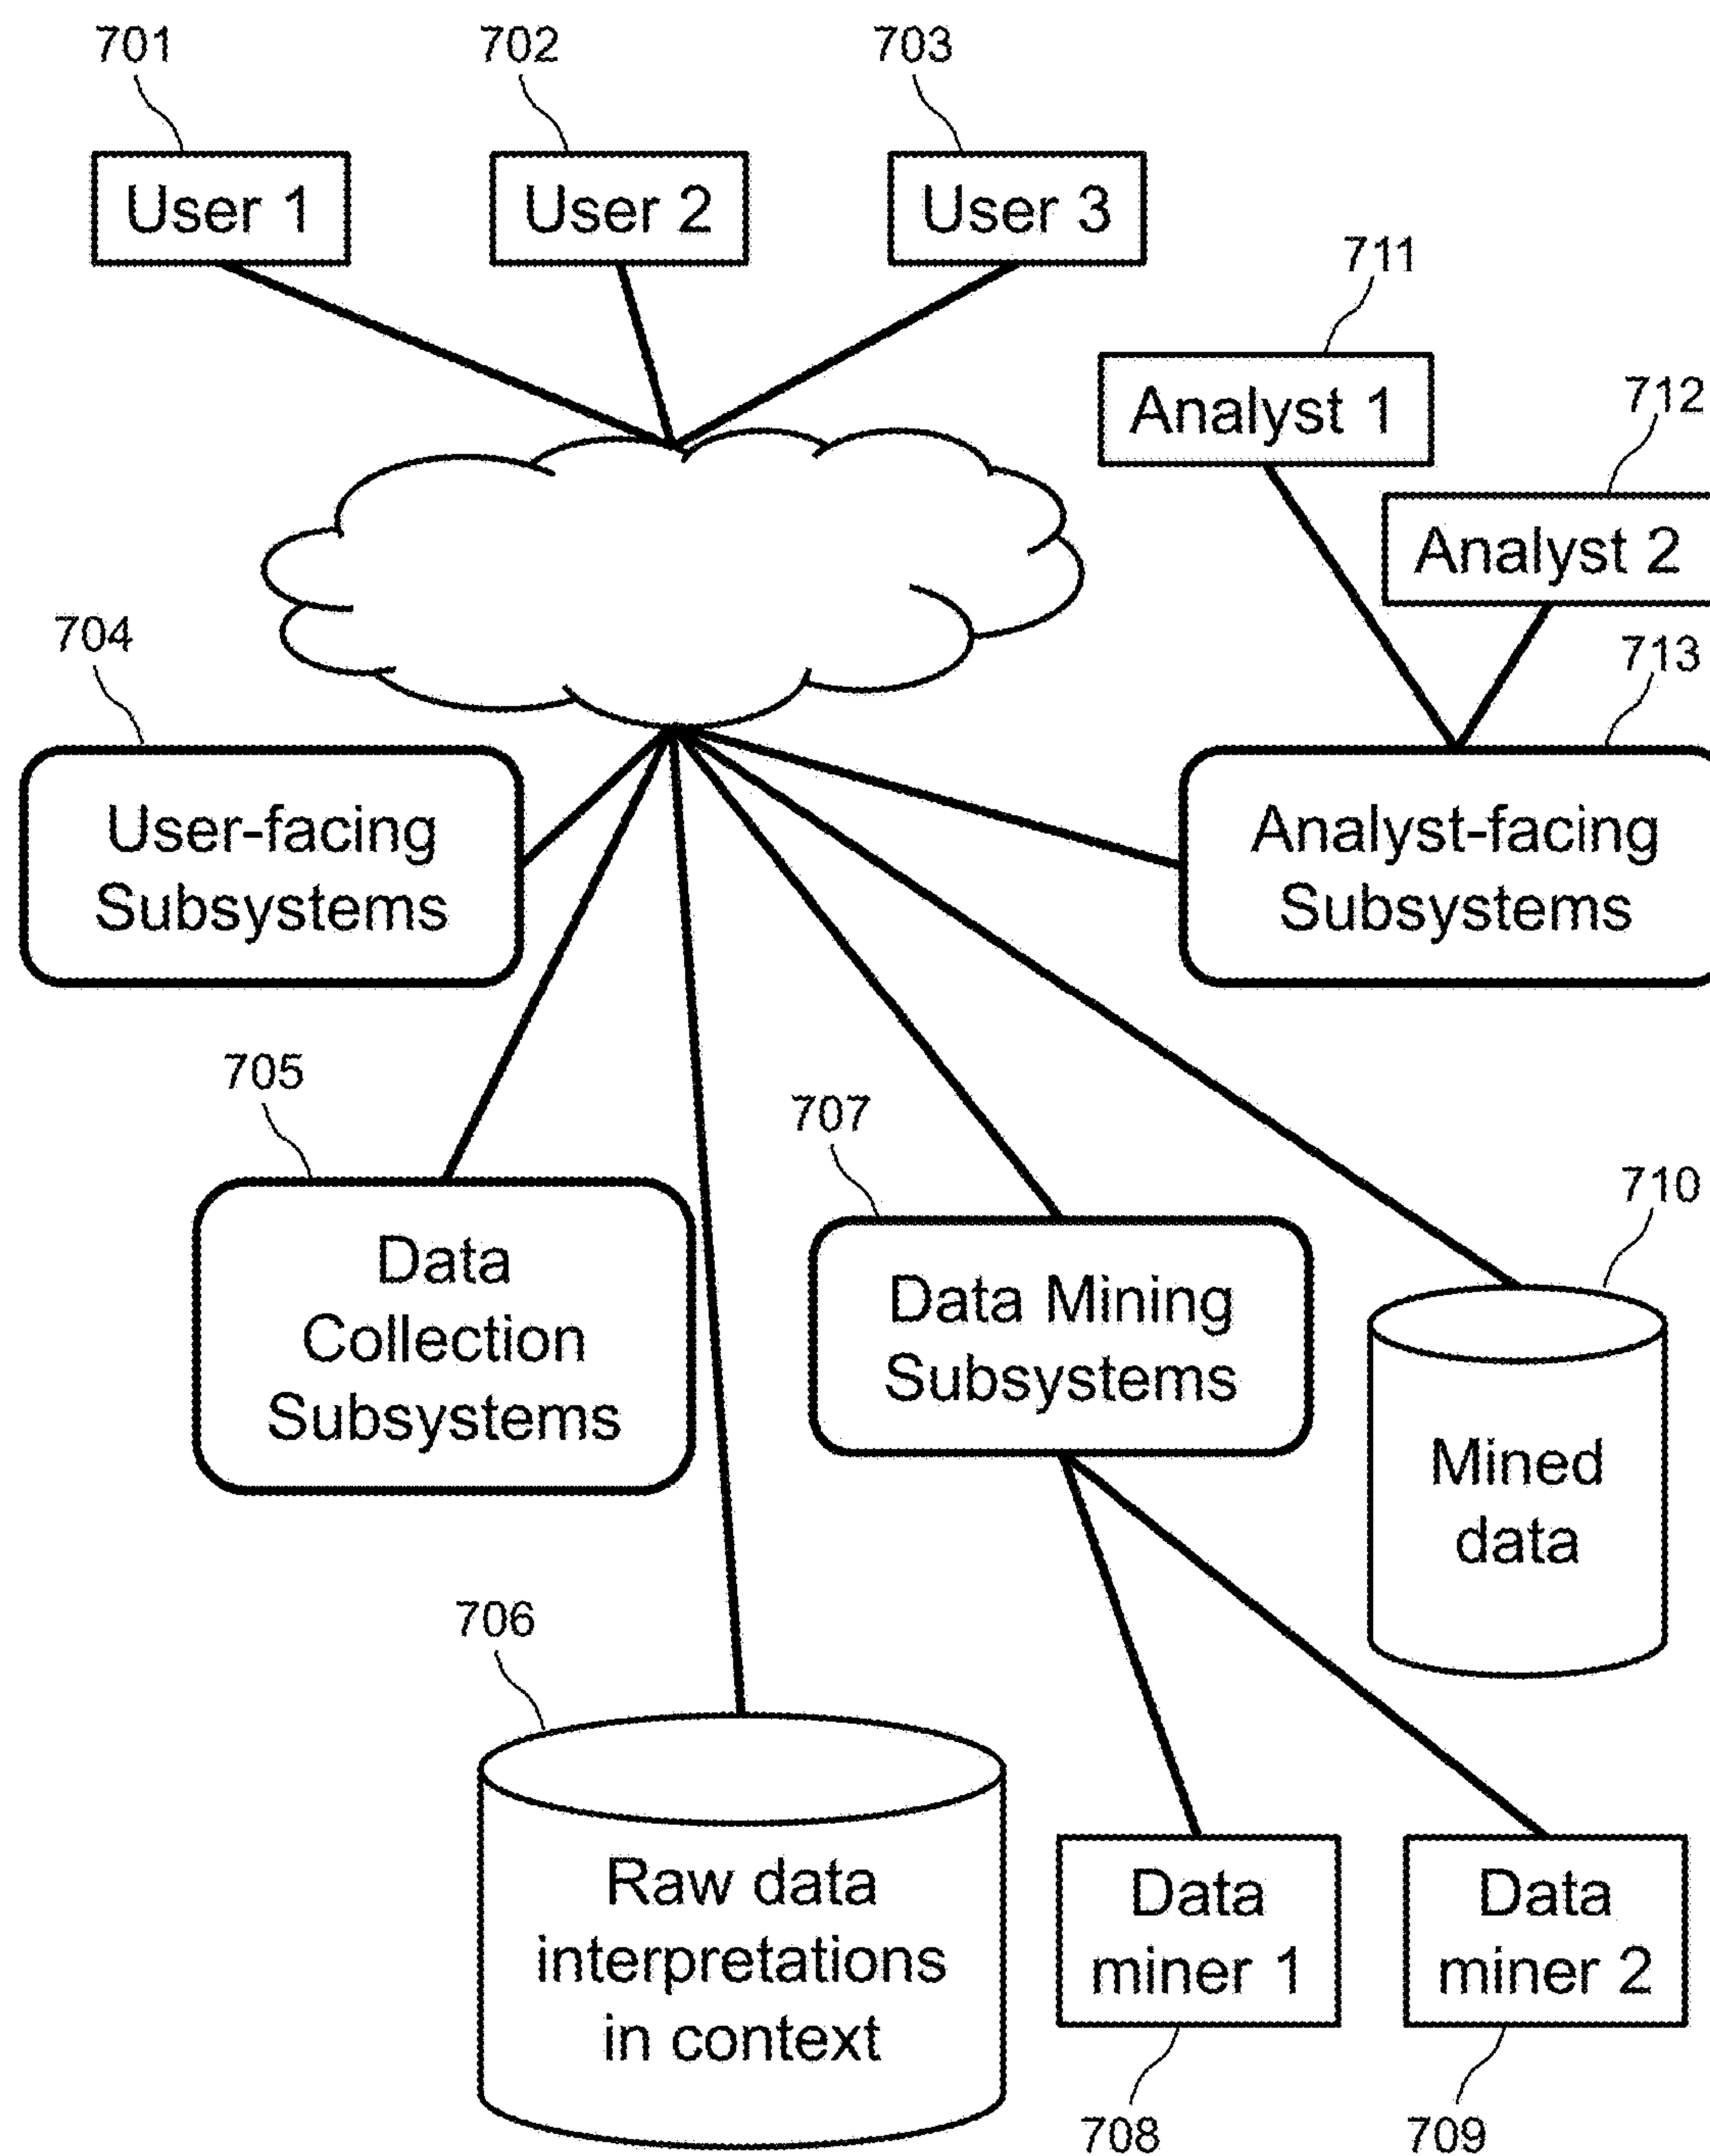 701
702
703
User 1
User 2
User 3
711
Analyst 1
712
Analyst 2
704
713
User-facing
Subsystems
Analyst-facing
Subsystems
705
707
710
Data
Collection
Subsystems
Data Mining
Subsystems
Mined
data
706
Raw data
interpretations
in context
Data
miner 1
Data
miner 2
708
709